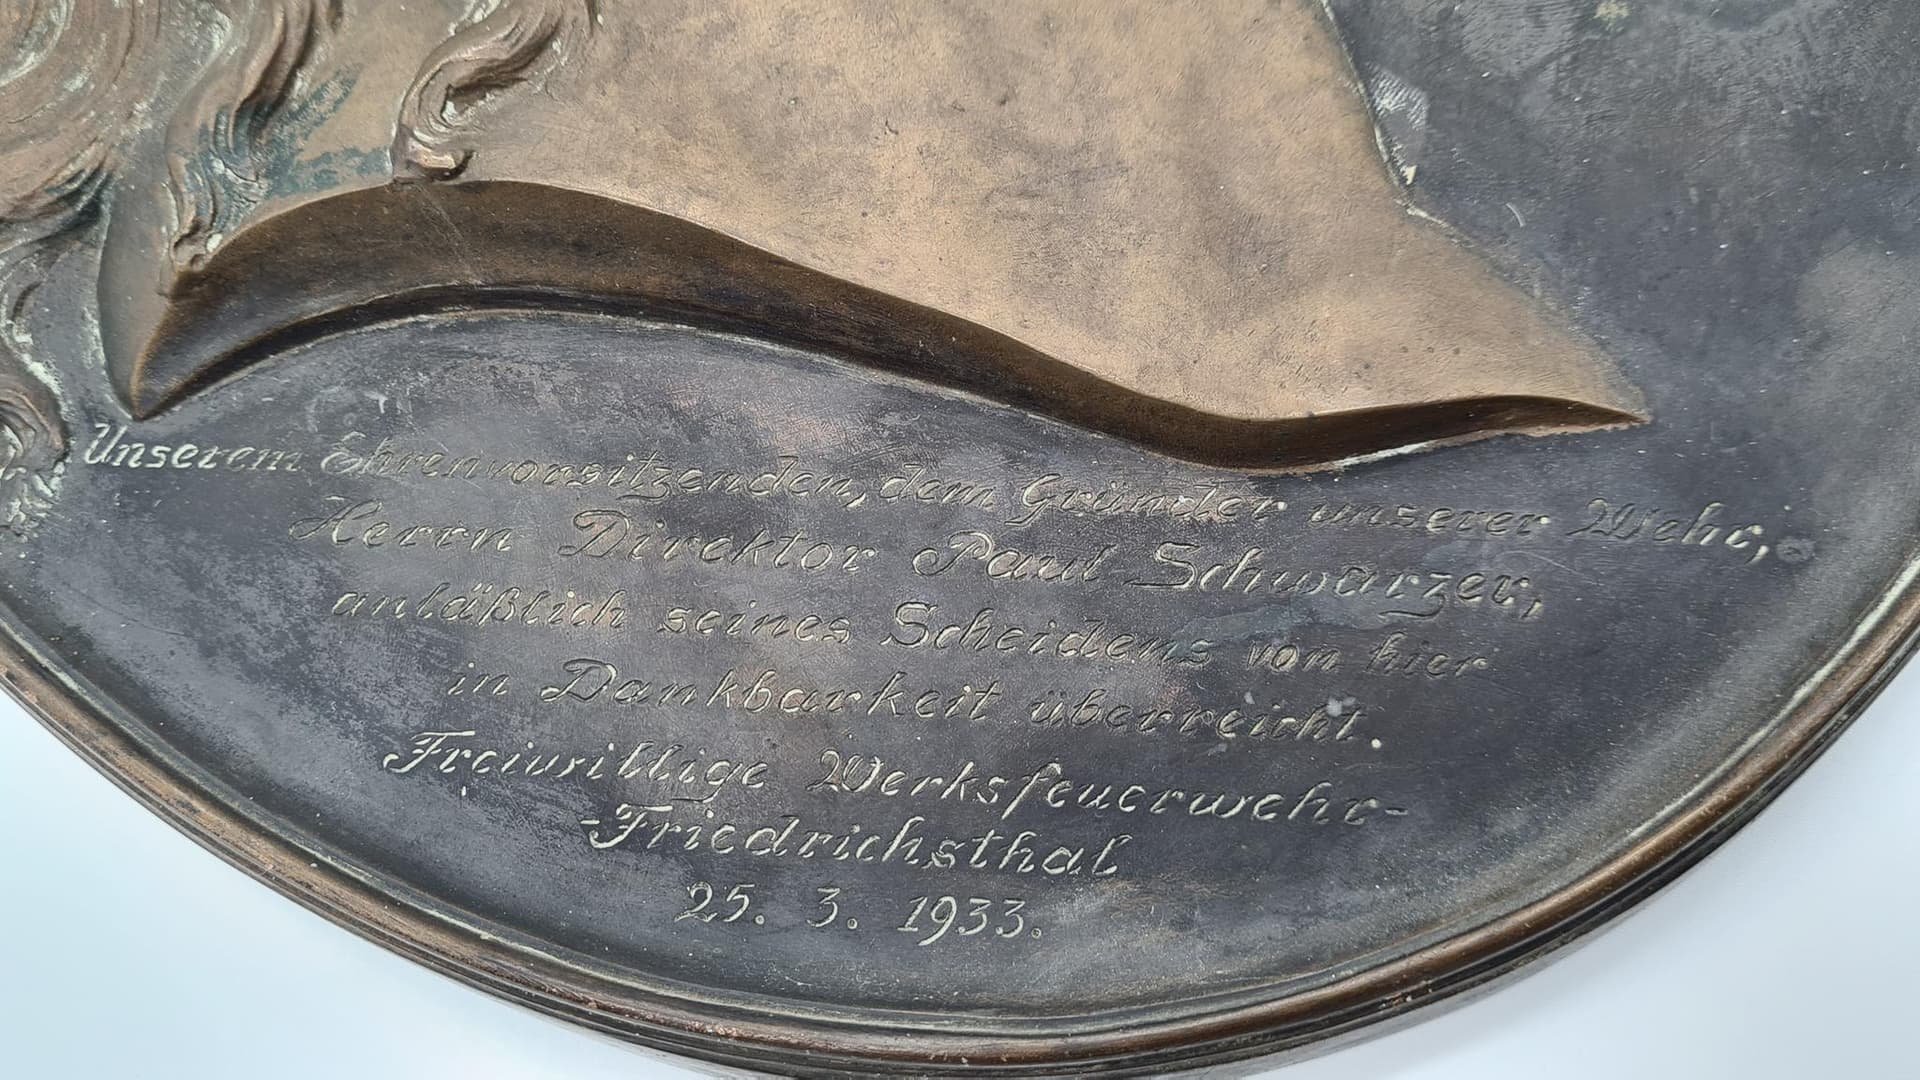 Unserem Ehrenvorsitzenden, dem Gründer unserer Wehr,
Herrn Direktor Paul Schwarzer,
anläßlich seines Scheidens von hier
in Dankbarkeit überreicht.
Freiwillige Werksfeuerwehr-
-Friedrichsthal
25. 3. 1933.